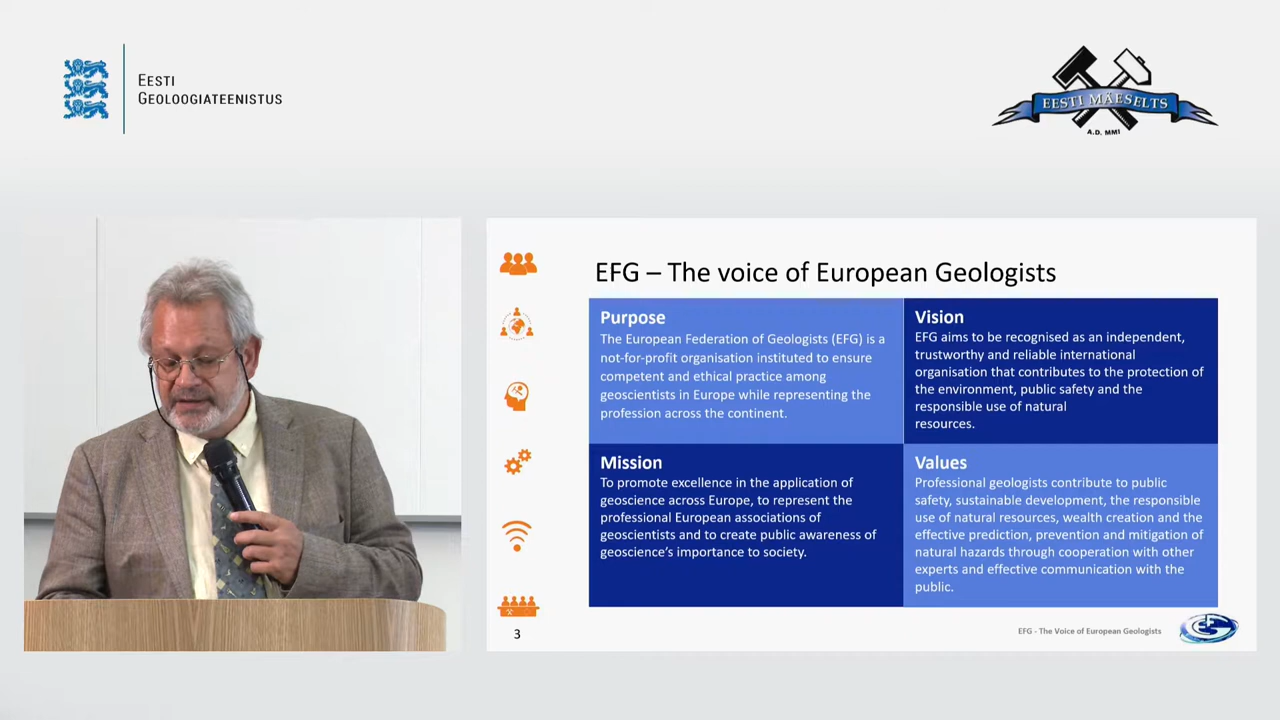 EESTI
GEOLOOGIATEENISTUS
EESTI MÄESELTS
A.D. MMI
EFG – The voice of European Geologists
Purpose
The European Federation of Geologists (EFG) is a
not-for-profit organisation instituted to ensure
competent and ethical practice among
geoscientists in Europe while representing the
profession across the continent.
Vision
EFG aims to be recognised as an independent,
trustworthy and reliable international
organisation that contributes to the protection of
the environment, public safety and the
responsible use of natural
resources.
Mission
To promote excellence in the application of
geoscience across Europe, to represent the
professional European associations of
geoscientists and to create public awareness of
geoscience's importance to society.
Values
Professional geologists contribute to public
safety, sustainable development, the responsible
use of natural resources, wealth creation and the
effective prediction, prevention and mitigation of
natural hazards through cooperation with other
experts and effective communication with the
public.
3
EFG - The Voice of European Geologists
EFG